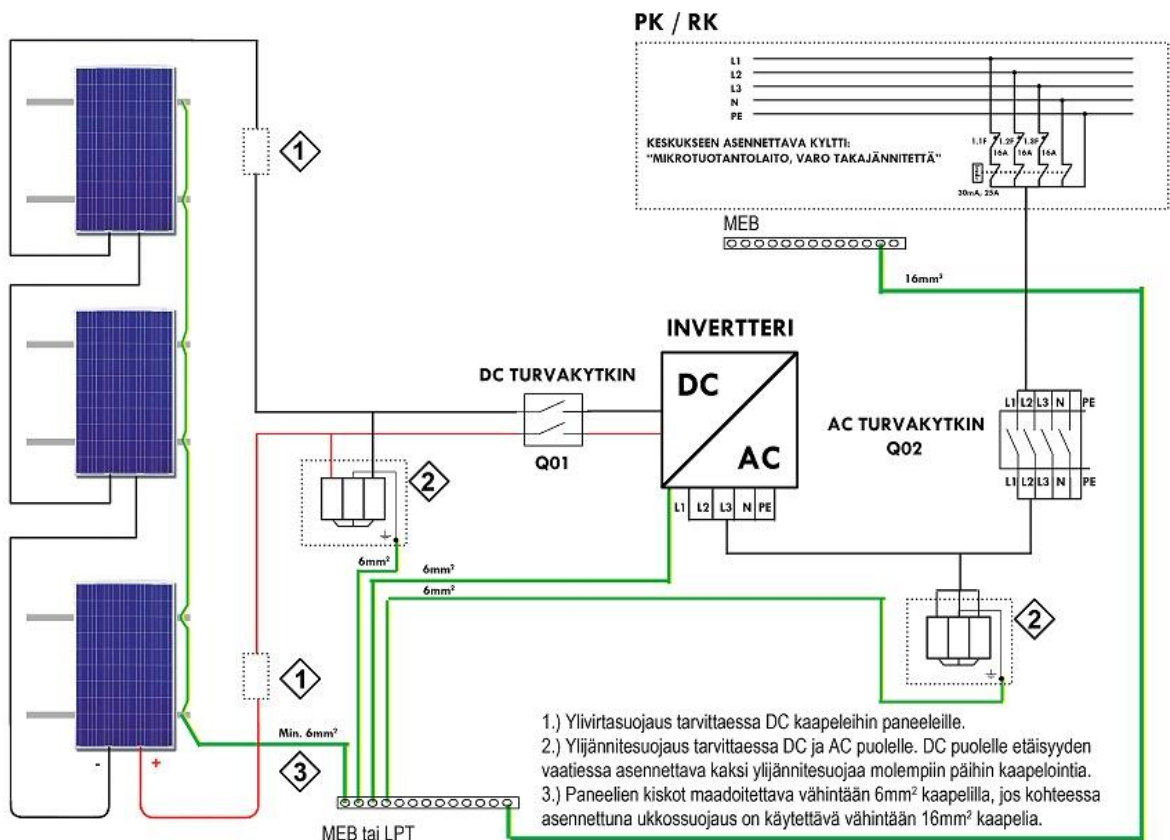 PK / RK
L1
L2
L3
N
PE
KESKUKSEEN ASENNETTAVA KYLTTI:
"MIKROTUOTANTOLAITO, VARO TAKAJÄNNITETTÄ"
1.1F 1.2F 1.3F
16A 16A 16A
30mA, 25A
MEB
16mm²
1
INVERTTERI
DC TURVAKYTKIN
DC
AC
Q01
AC TURVAKYTKIN
Q02
L1 L2 L3 N PE
L1 L2 L3 N PE
2
L1 L2 L3 N PE
6mm²
6mm²
6mm²
2
1
Min. 6mm²
3
- +
MEB tai LPT
1.) Ylivirtasuojaus tarvittaessa DC kaapeleihin paneeleille.
2.) Ylijännitesuojaus tarvittaessa DC ja AC puolelle. DC puolelle etäisyyden
vaatiessa asennettava kaksi ylijännitesuojaa molempiin päihin kaapelointia.
3.) Paneelien kiskot maadoitettava vähintään 6mm² kaapelilla, jos kohteessa
asennettuna ukkossuojaus on käytettävä vähintään 16mm² kaapelia.